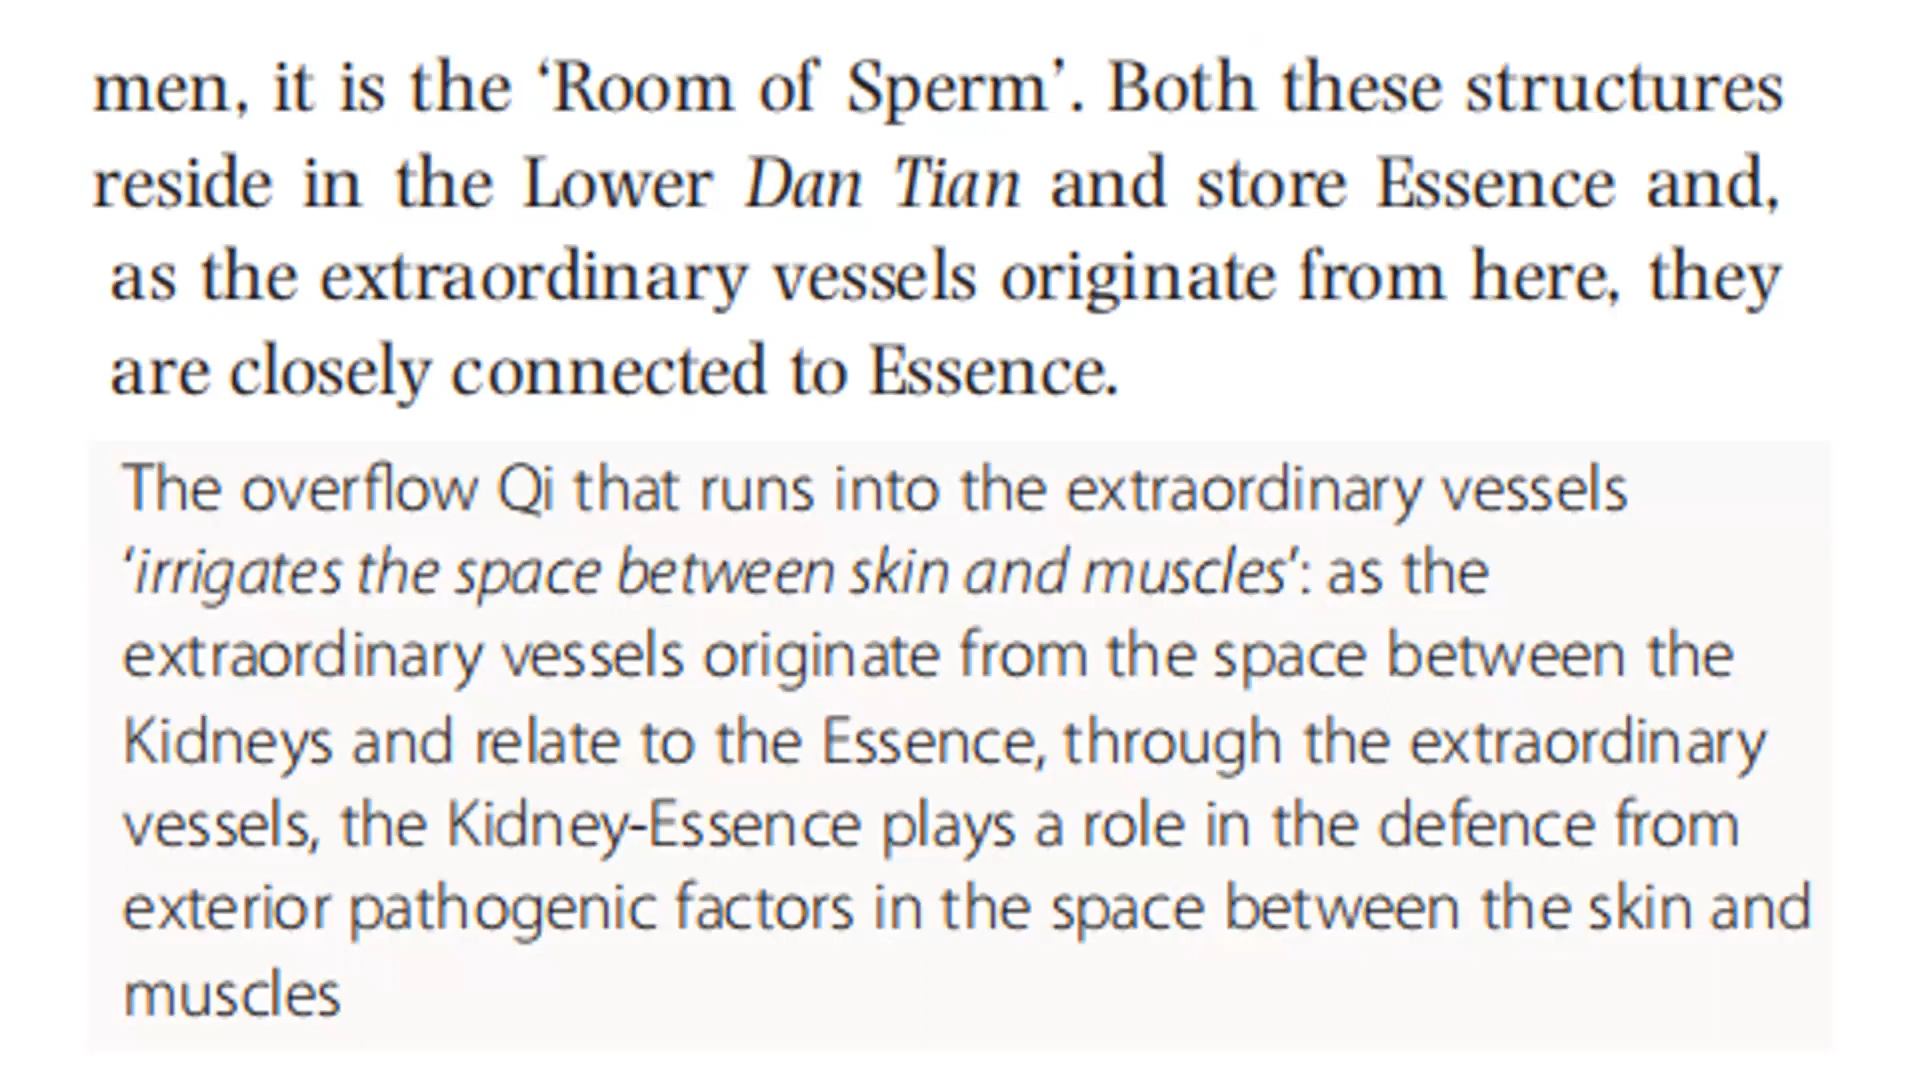 men, it is the ‘Room of Sperm’. Both these structures
reside in the Lower Dan Tian and store Essence and,
as the extraordinary vessels originate from here, they
are closely connected to Essence.
The overflow Qi that runs into the extraordinary vessels
‘irrigates the space between skin and muscles’: as the
extraordinary vessels originate from the space between the
Kidneys and relate to the Essence, through the extraordinary
vessels, the Kidney-Essence plays a role in the defence from
exterior pathogenic factors in the space between the skin and
muscles